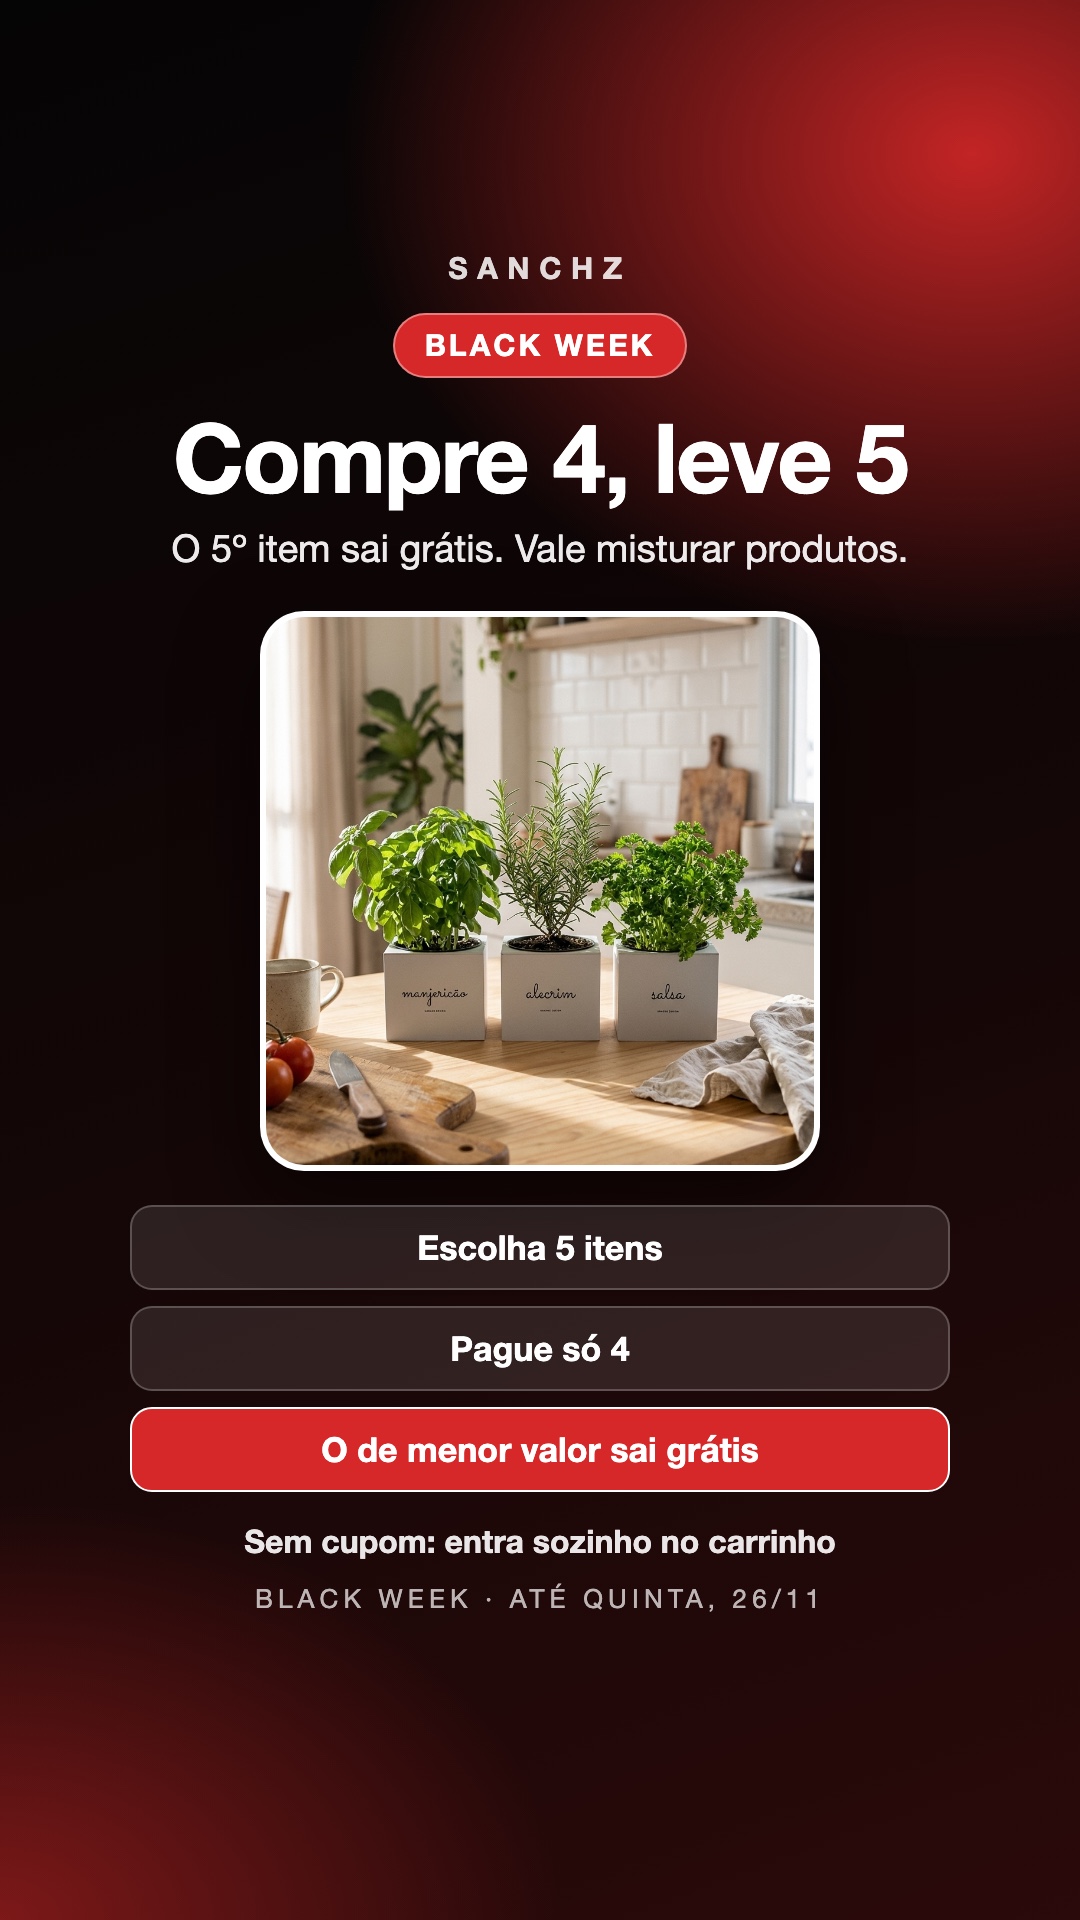 SANCHZ
BLACK WEEK
Compre 4, leve 5
O 5º item sai grátis. Vale misturar produtos.
manjericão
alecrim
salsa
Escolha 5 itens
Pague só 4
O de menor valor sai grátis
Sem cupom: entra sozinho no carrinho
BLACK WEEK · ATÉ QUINTA, 26/11